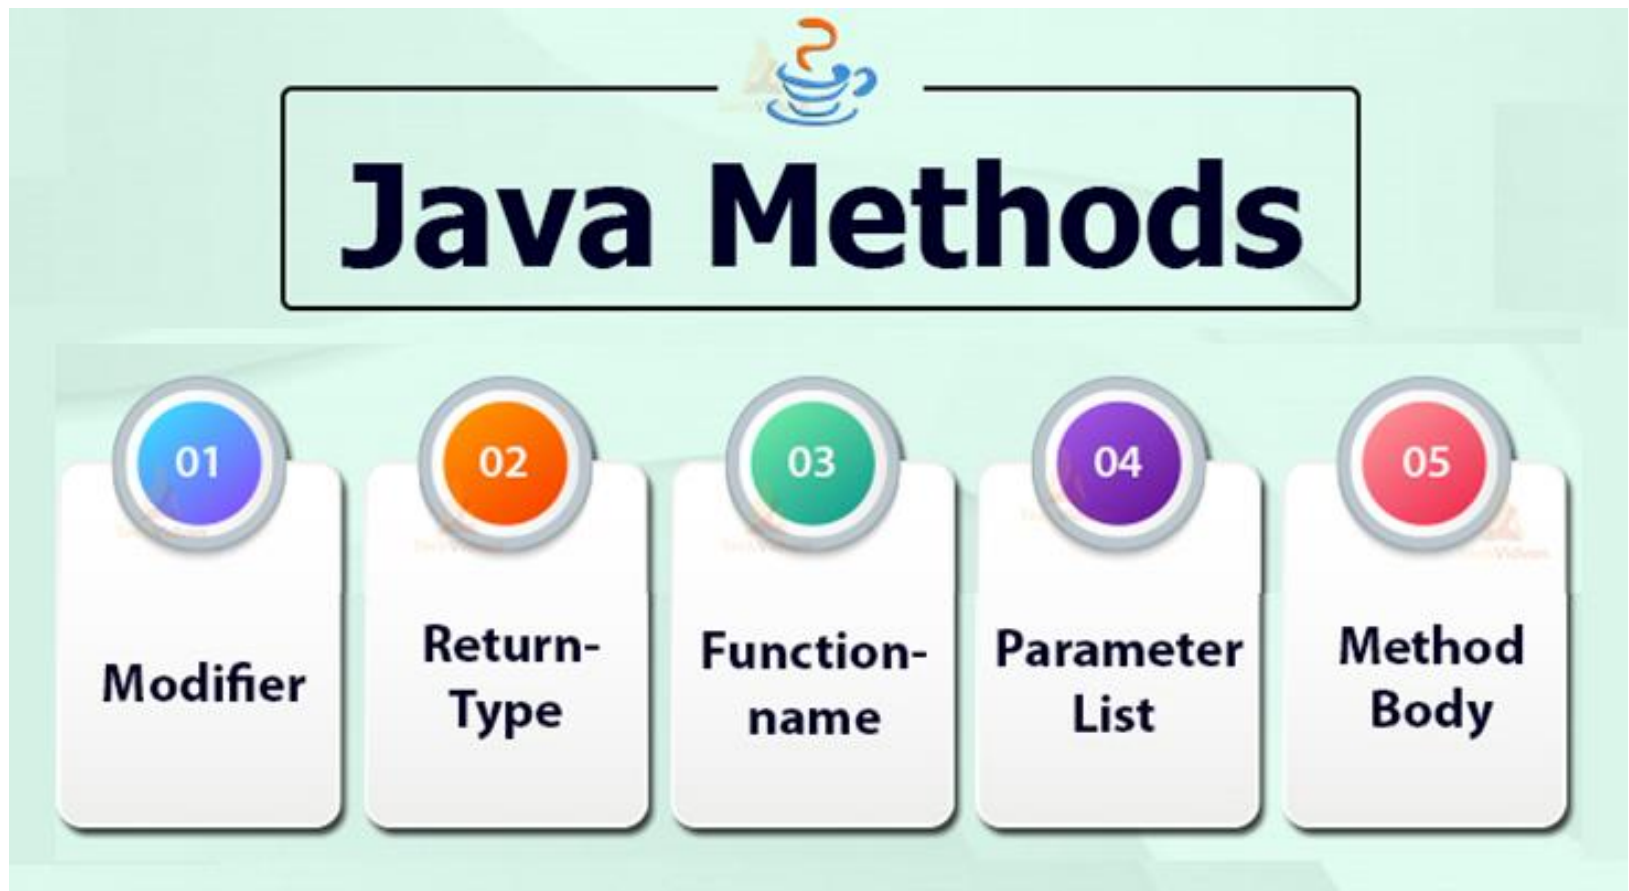 Java Methods
01
02
03
04
05
Modifier
Return-
Type
Function-
name
Parameter
List
Method
Body